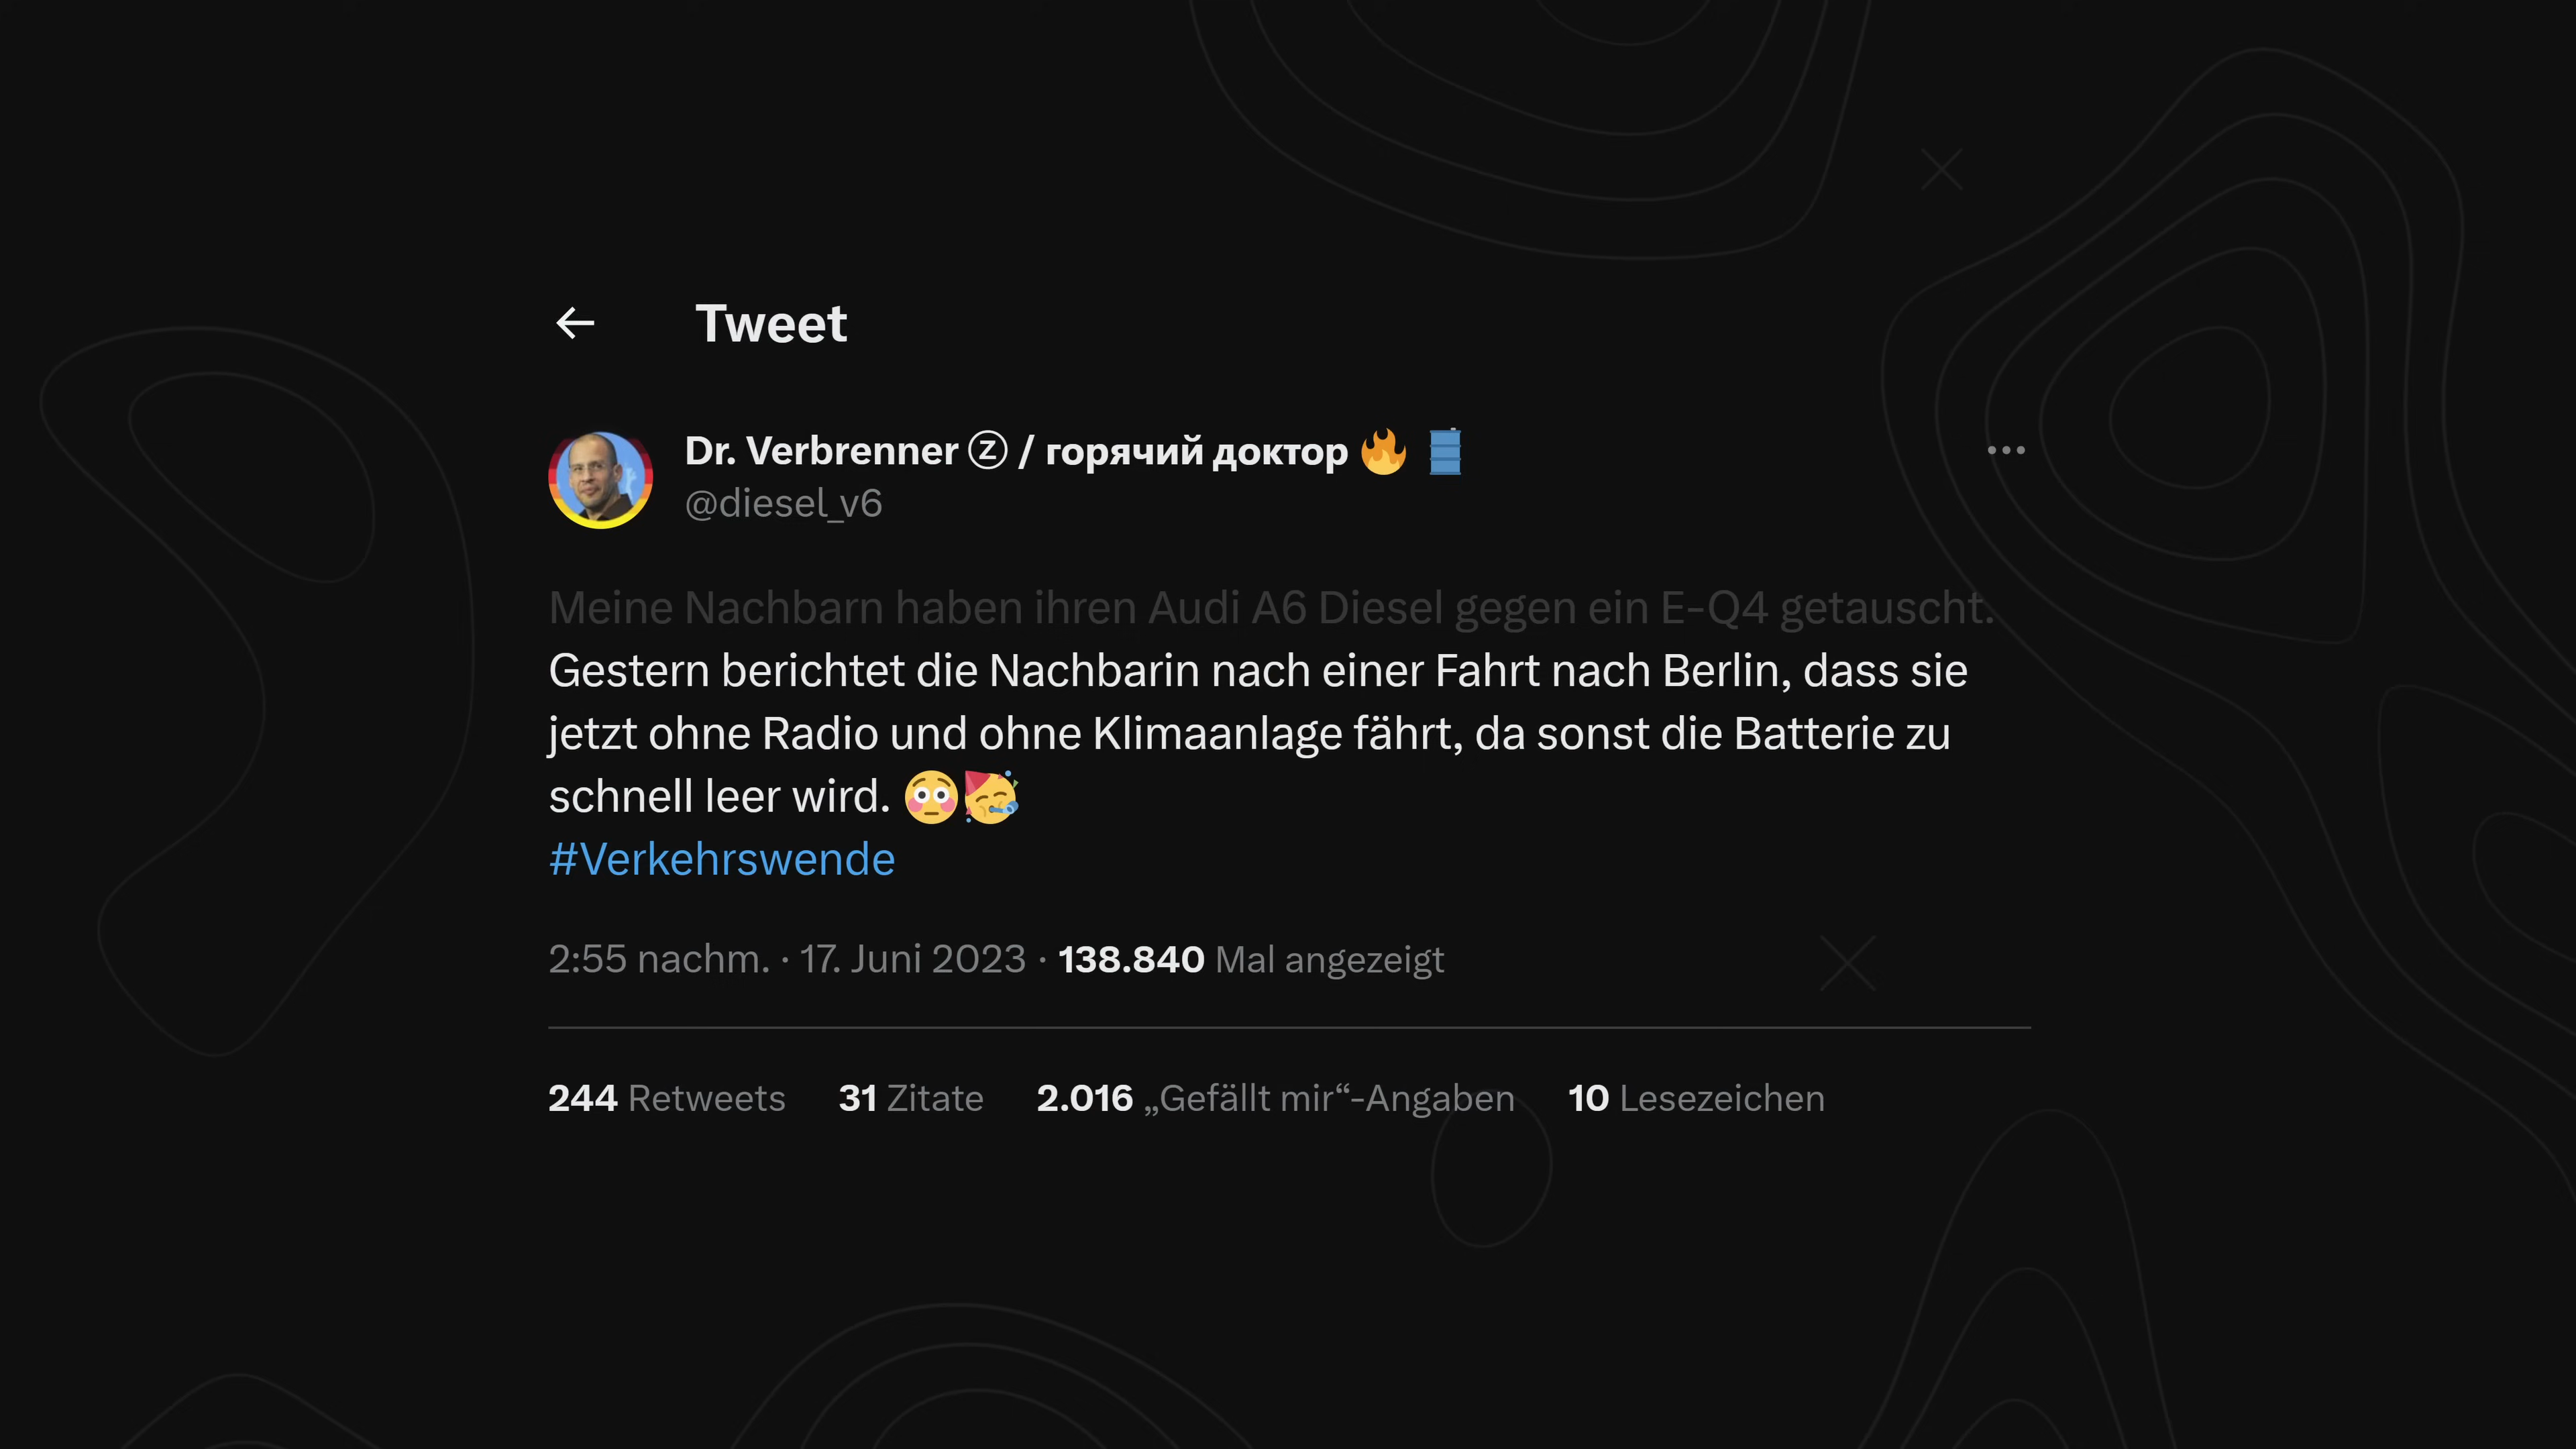 Tweet
Dr. Verbrenner Ⓩ / горячий доктор 🔥 🛢️
@diesel_v6
Meine Nachbarn haben ihren Audi A6 Diesel gegen ein E-Q4 getauscht.
Gestern berichtet die Nachbarin nach einer Fahrt nach Berlin, dass sie
jetzt ohne Radio und ohne Klimaanlage fährt, da sonst die Batterie zu
schnell leer wird. 😳🥳
#Verkehrswende
2:55 nachm. · 17. Juni 2023 · 138.840 Mal angezeigt
244 Retweets 31 Zitate 2.016 „Gefällt mir“-Angaben 10 Lesezeichen